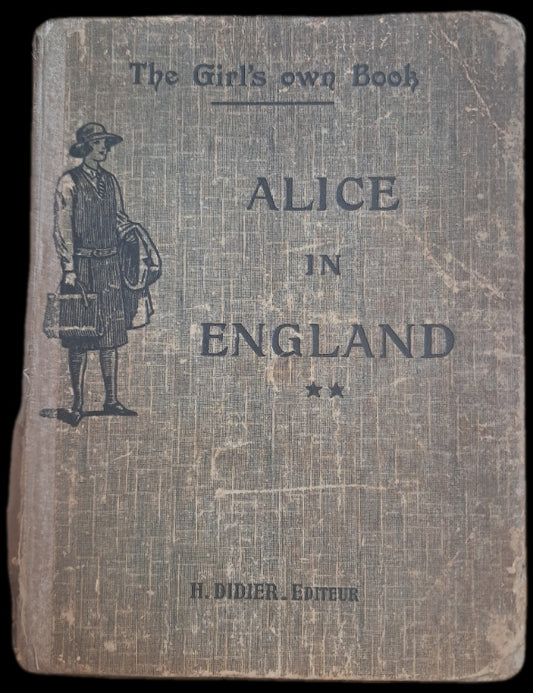 The Girl's own Book
ALICE
IN
ENGLAND
★★
H. DIDIER_EDITEUR